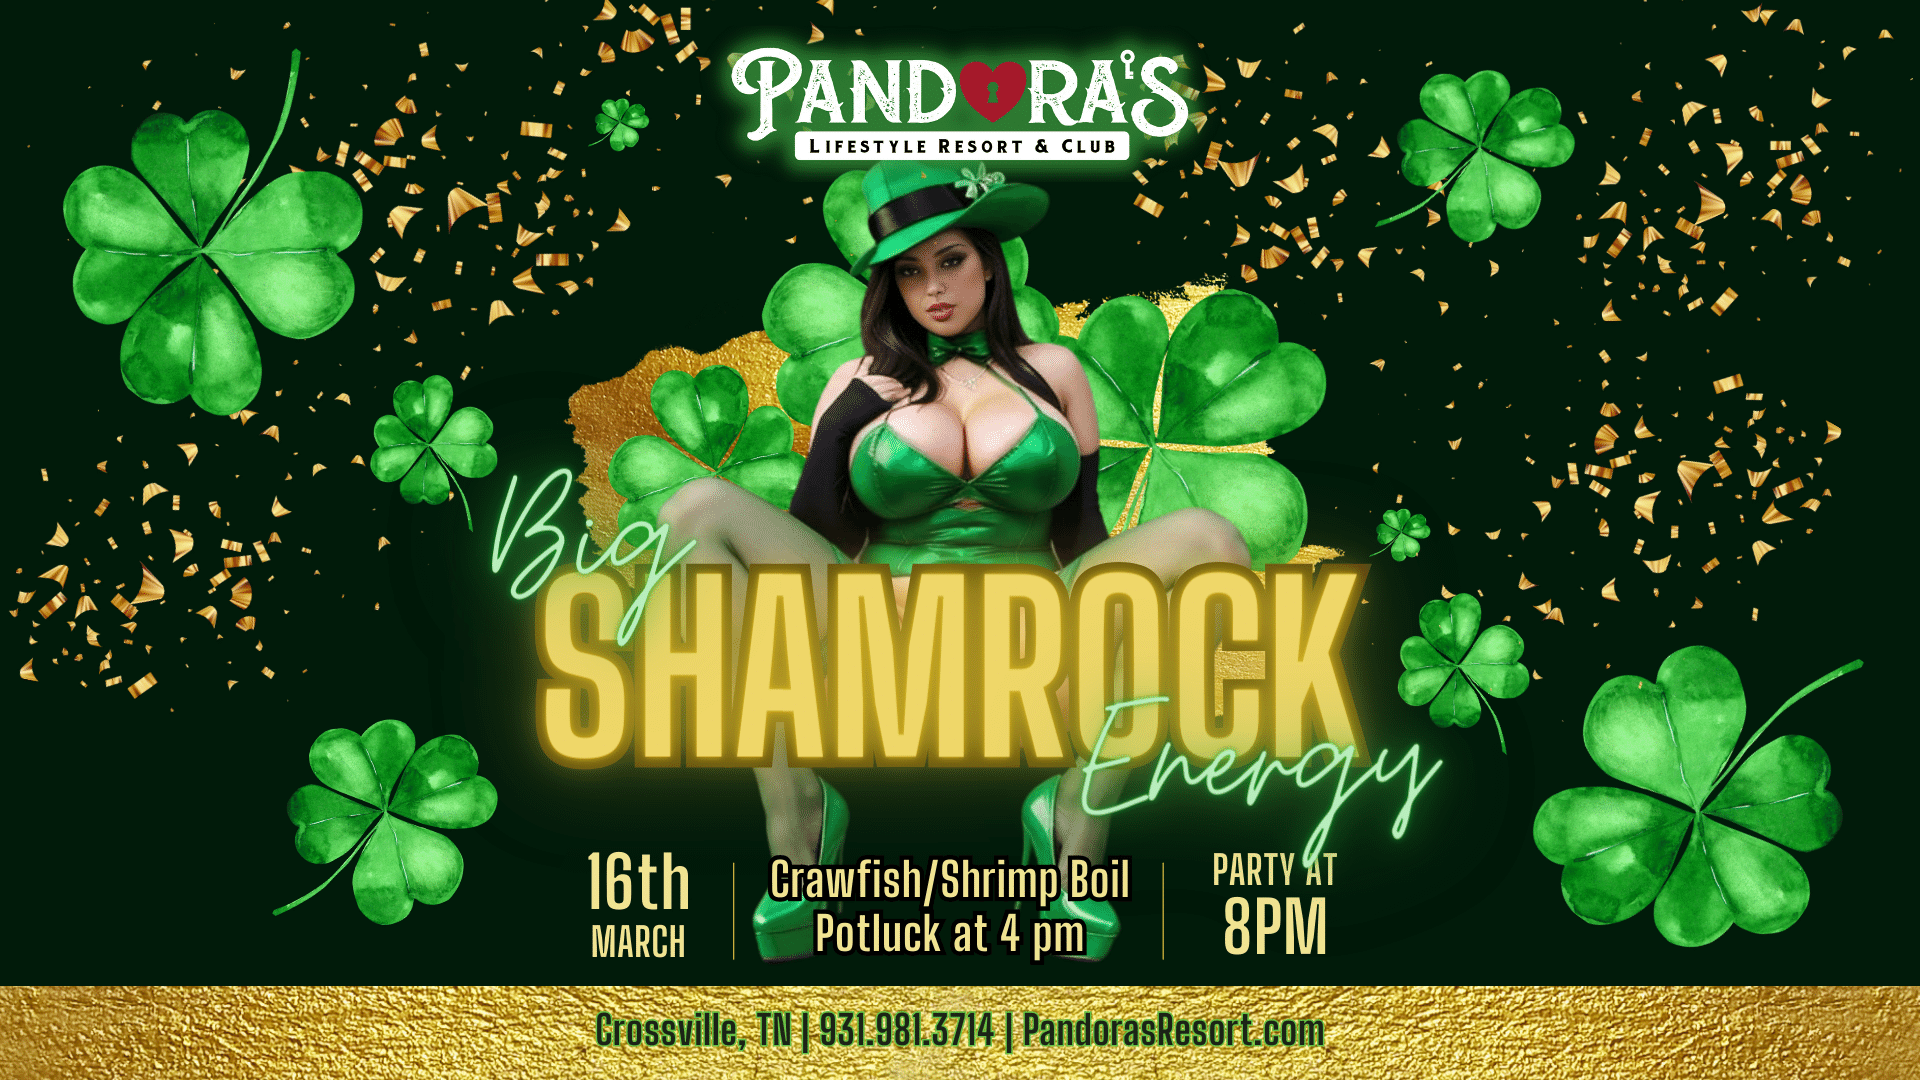 PANDORA'S
LIFESTYLE RESORT & CLUB
Big
SHAMROCK
Energy
16th
MARCH
Crawfish/Shrimp Boil
Potluck at 4 pm
PARTY AT
8PM
Crossville, TN | 931.981.3714 | PandorasResort.com